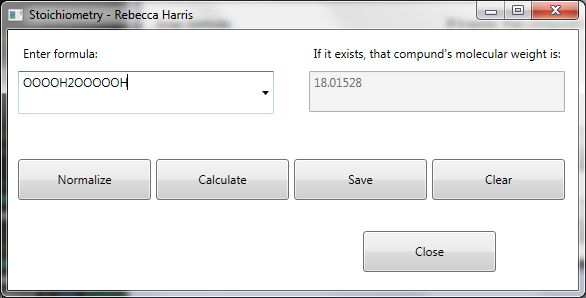 Stoichiometry - Rebecca Harris
Enter formula:
If it exists, that compund's molecular weight is:
OOOOH2OOOOOH
18.01528
Normalize
Calculate
Save
Clear
Close